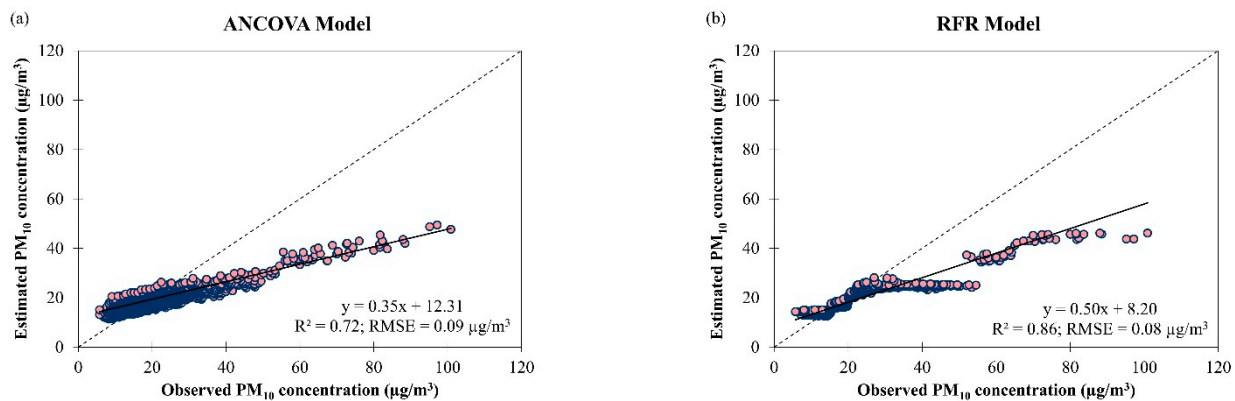 (a)
ANCOVA Model
Estimated PM₁₀ concentration (µg/m³)
120
100
80
60
40
20
0
y = 0.35x + 12.31
R² = 0.72; RMSE = 0.09 µg/m³
0 20 40 60 80 100 120
Observed PM₁₀ concentration (µg/m³)
(b)
RFR Model
Estimated PM₁₀ concentration (µg/m³)
120
100
80
60
40
20
0
y = 0.50x + 8.20
R² = 0.86; RMSE = 0.08 µg/m³
0 20 40 60 80 100 120
Observed PM₁₀ concentration (µg/m³)